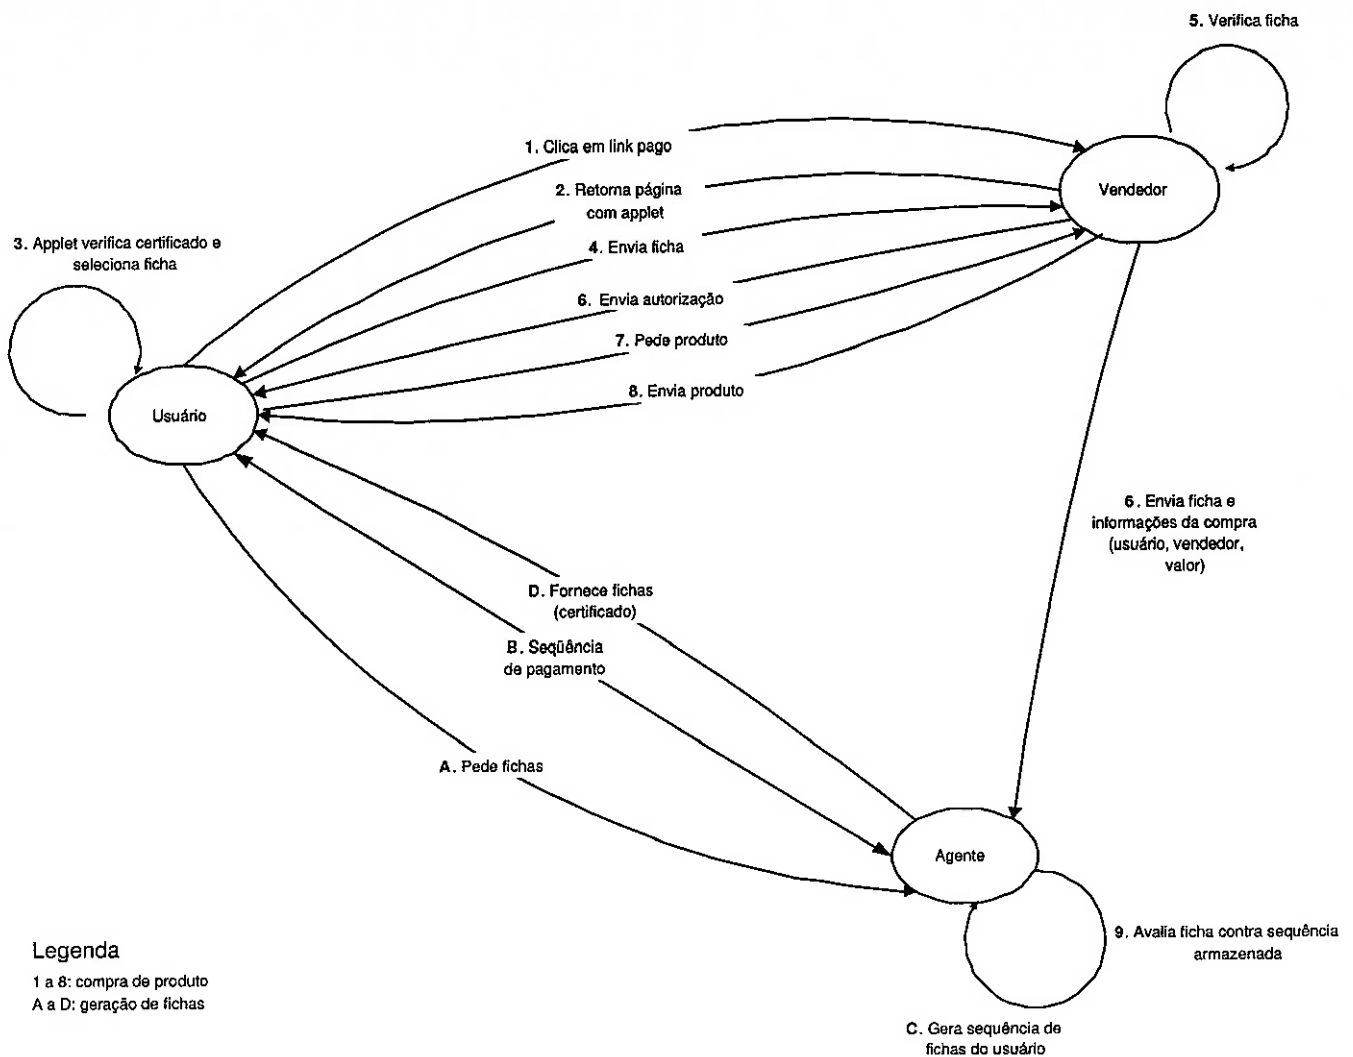 5. Verifica ficha
1. Clica em link pago
2. Retorna página
com applet
Vendedor
3. Applet verifica certificado e
seleciona ficha
4. Envia ficha
6. Envia autorização
7. Pede produto
8. Envia produto
Usuário
6. Envia ficha e
informações da compra
(usuário, vendedor,
valor)
D. Fornece fichas
(certificado)
B. Seqüência
de pagamento
A. Pede fichas
Agente
9. Avalia ficha contra sequência
armazenada
Legenda
1 a 8: compra de produto
A a D: geração de fichas
C. Gera sequência de
fichas do usuário